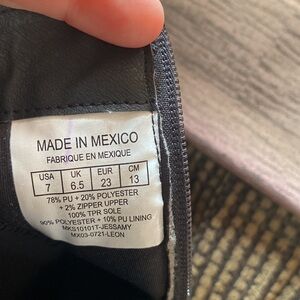 MADE IN MEXICO
FABRIQUE EN MEXIQUE
USA UK EUR CM
7 6.5 23 13
78% PU + 20% POLYESTER
+ 2% ZIPPER UPPER
100% TPR SOLE
90% POLYESTER + 10% PU LINING
MKS10101T-JESSAMY
MX03-0721-LEON